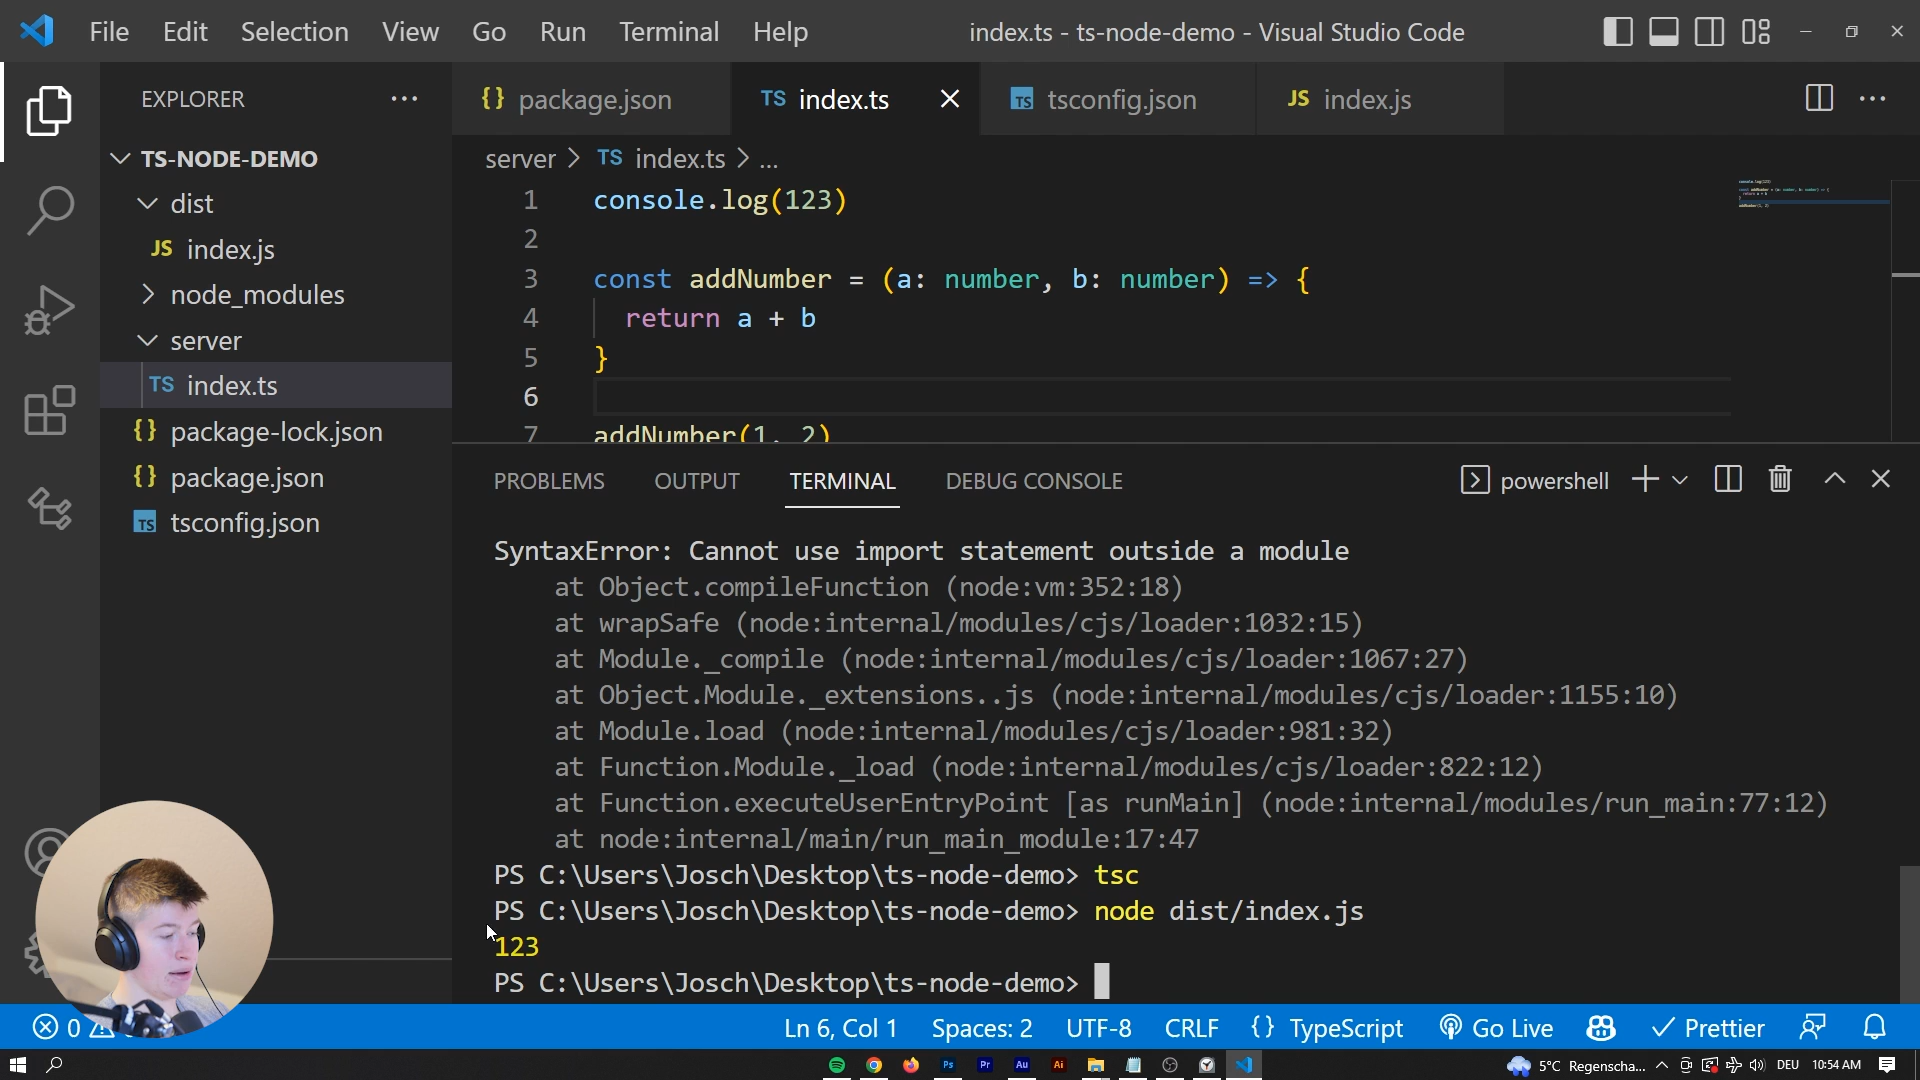 File Edit Selection View Go Run Terminal Help
index.ts - ts-node-demo - Visual Studio Code
EXPLORER
TS-NODE-DEMO
dist
JS index.js
node_modules
server
TS index.ts
{} package-lock.json
{} package.json
TS tsconfig.json
{} package.json
TS index.ts
TS tsconfig.json
JS index.js
server > TS index.ts > ...
1 console.log(123)
2
3 const addNumber = (a: number, b: number) => {
4 return a + b
5 }
6
7 addNumber(1, 2)
PROBLEMS OUTPUT TERMINAL DEBUG CONSOLE
powershell
SyntaxError: Cannot use import statement outside a module
at Object.compileFunction (node:vm:352:18)
at wrapSafe (node:internal/modules/cjs/loader:1032:15)
at Module._compile (node:internal/modules/cjs/loader:1067:27)
at Object.Module._extensions..js (node:internal/modules/cjs/loader:1155:10)
at Module.load (node:internal/modules/cjs/loader:981:32)
at Function.Module._load (node:internal/modules/cjs/loader:822:12)
at Function.executeUserEntryPoint [as runMain] (node:internal/modules/run_main:77:12)
at node:internal/main/run_main_module:17:47
PS C:\Users\Josch\Desktop\ts-node-demo> tsc
PS C:\Users\Josch\Desktop\ts-node-demo> node dist/index.js
123
PS C:\Users\Josch\Desktop\ts-node-demo>
0
Ln 6, Col 1 Spaces: 2 UTF-8 CRLF {} TypeScript Go Live Prettier
Ps Pr Au Ai
5°C Regenscha... DEU 10:54 AM